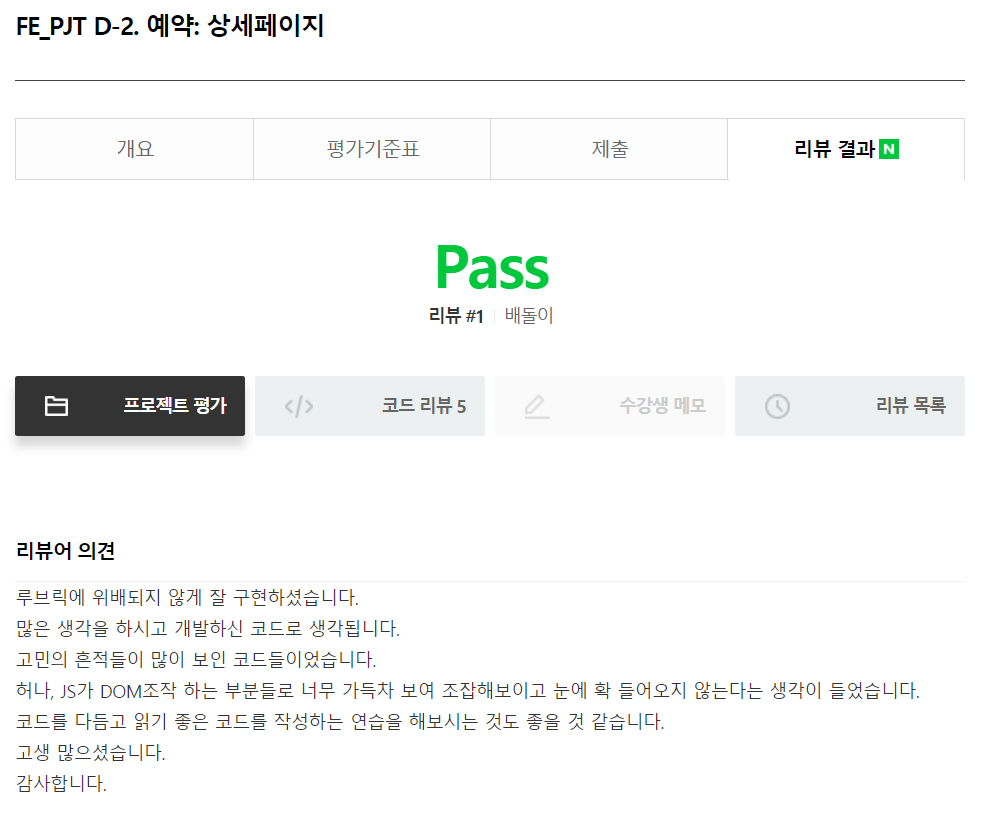 FE_PJT D-2. 예약: 상세페이지
개요
평가기준표
제출
리뷰 결과 N
Pass
리뷰 #1 배돌이
프로젝트 평가
코드 리뷰 5
수강생 메모
리뷰 목록
리뷰어 의견
루브릭에 위배되지 않게 잘 구현하셨습니다.
많은 생각을 하시고 개발하신 코드로 생각됩니다.
고민의 흔적들이 많이 보인 코드들이었습니다.
허나, JS가 DOM조작 하는 부분들로 너무 가득차 보여 조잡해보이고 눈에 확 들어오지 않는다는 생각이 들었습니다.
코드를 다듬고 읽기 좋은 코드를 작성하는 연습을 해보시는 것도 좋을 것 같습니다.
고생 많으셨습니다.
감사합니다.